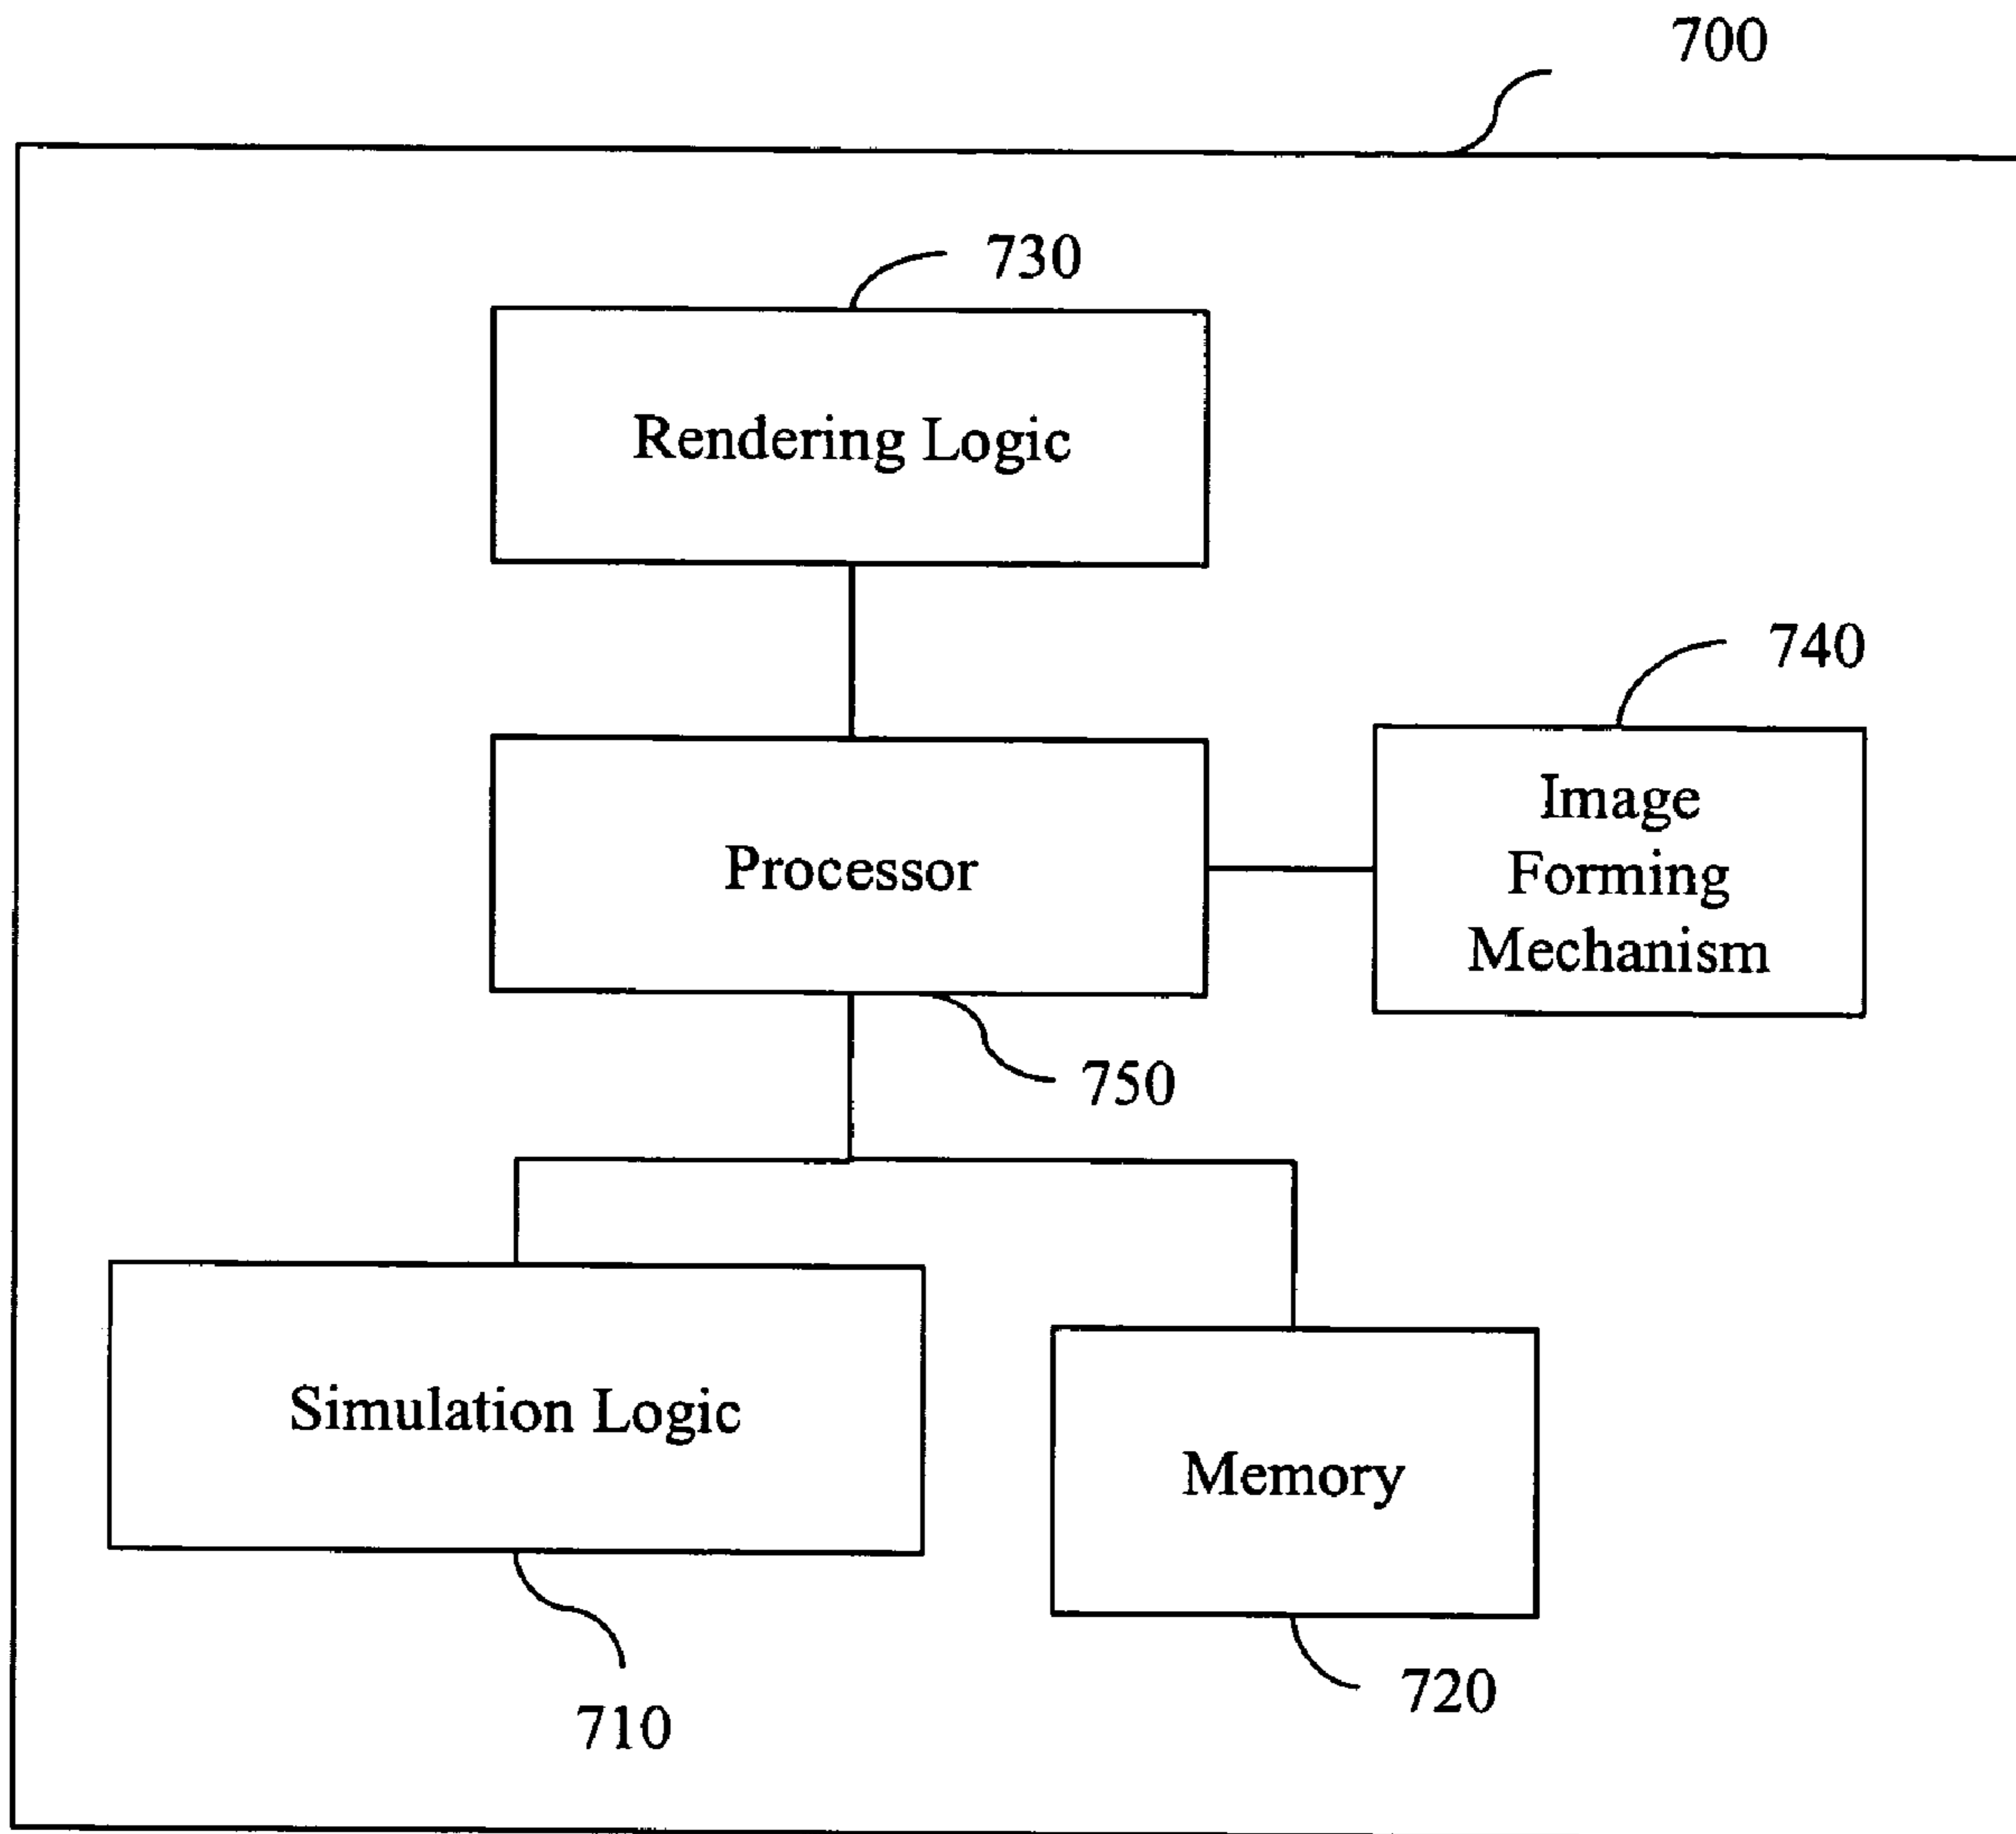 700
730
Rendering Logic
740
Processor
Image
Forming
Mechanism
750
Simulation Logic
Memory
710
720